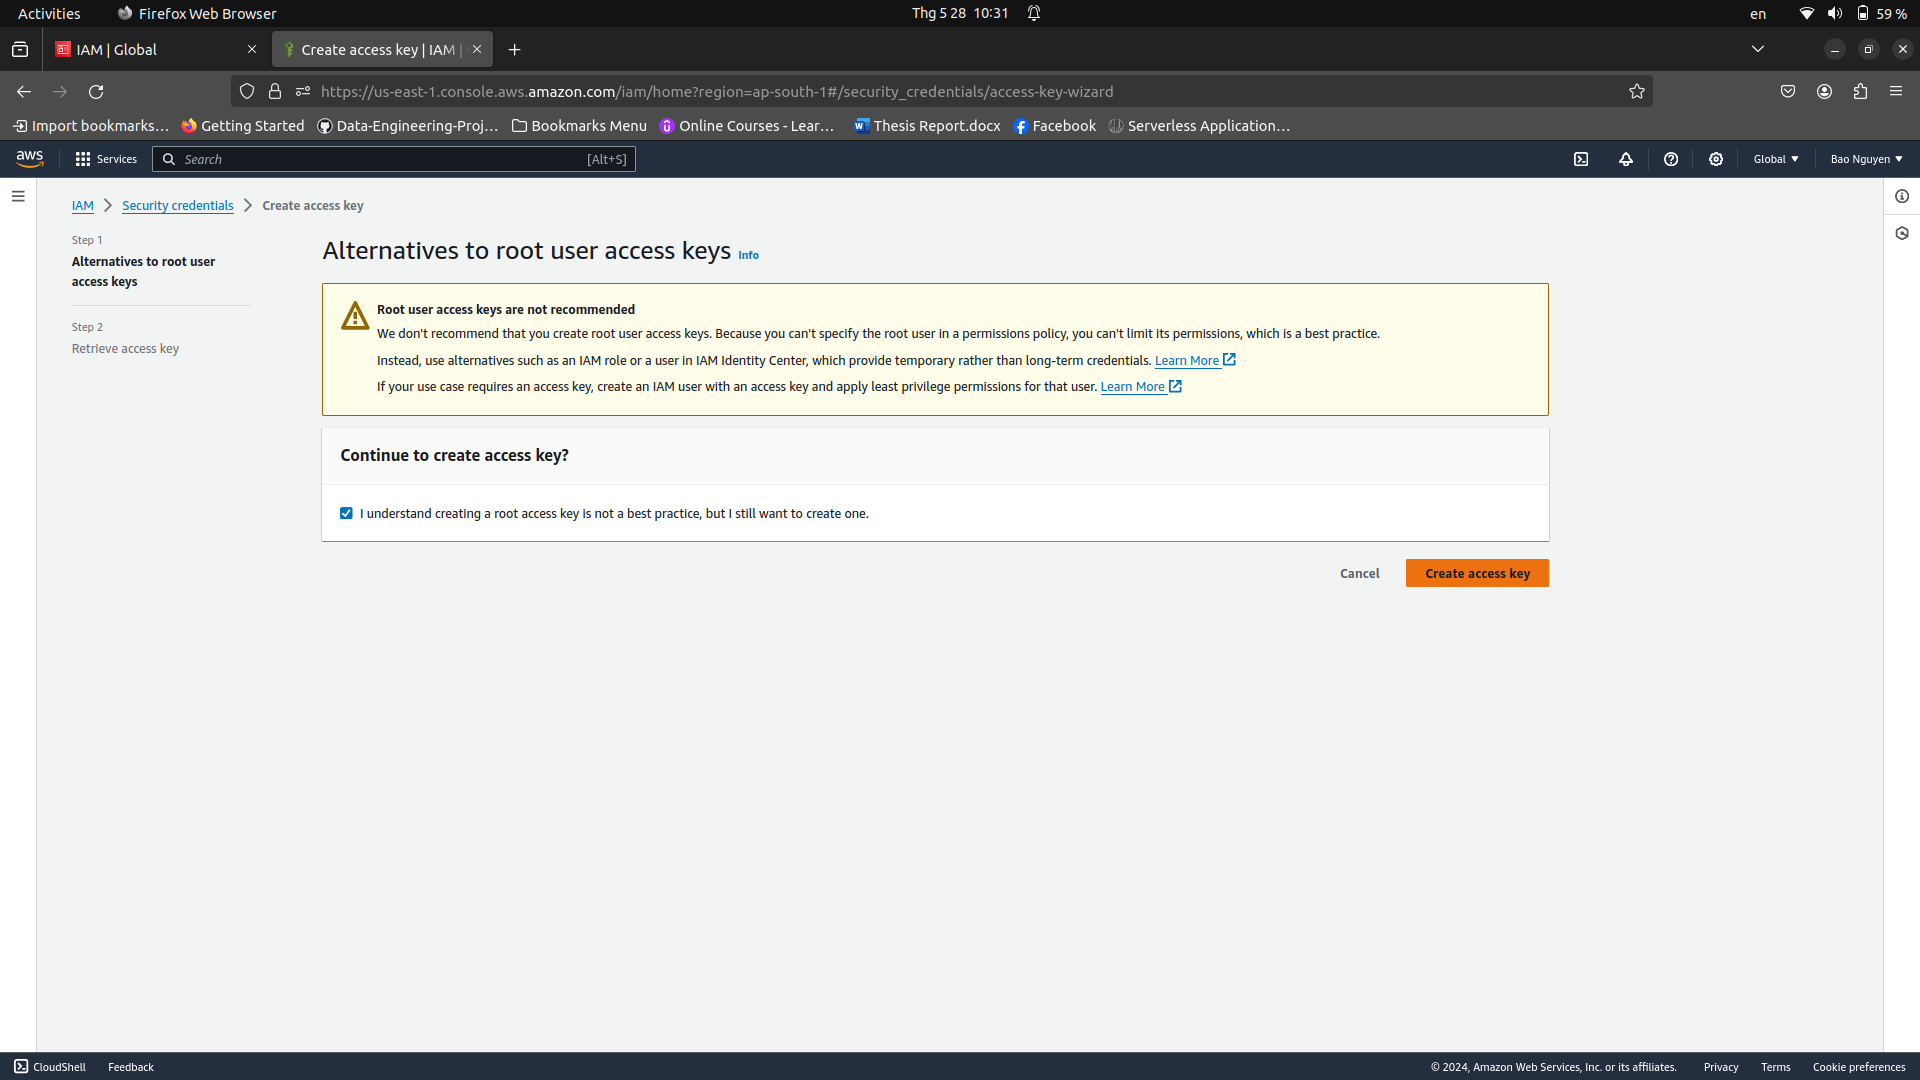 Activities
Firefox Web Browser
Thg 5 28 10:31
en
59 %
IAM | Global
Create access key | IAM |
https://us-east-1.console.aws.amazon.com/iam/home?region=ap-south-1#/security_credentials/access-key-wizard
Import bookmarks…
Getting Started
Data-Engineering-Proj…
Bookmarks Menu
Online Courses - Lear…
Thesis Report.docx
Facebook
Serverless Application…
aws
Services
Search
[Alt+S]
Global
Bao Nguyen
IAM
Security credentials
Create access key
Step 1
Alternatives to root user
access keys
Step 2
Retrieve access key
Alternatives to root user access keys Info
Root user access keys are not recommended
We don't recommend that you create root user access keys. Because you can't specify the root user in a permissions policy, you can't limit its permissions, which is a best practice.
Instead, use alternatives such as an IAM role or a user in IAM Identity Center, which provide temporary rather than long-term credentials. Learn More
If your use case requires an access key, create an IAM user with an access key and apply least privilege permissions for that user. Learn More
Continue to create access key?
I understand creating a root access key is not a best practice, but I still want to create one.
Cancel
Create access key
CloudShell
Feedback
© 2024, Amazon Web Services, Inc. or its affiliates.
Privacy
Terms
Cookie preferences